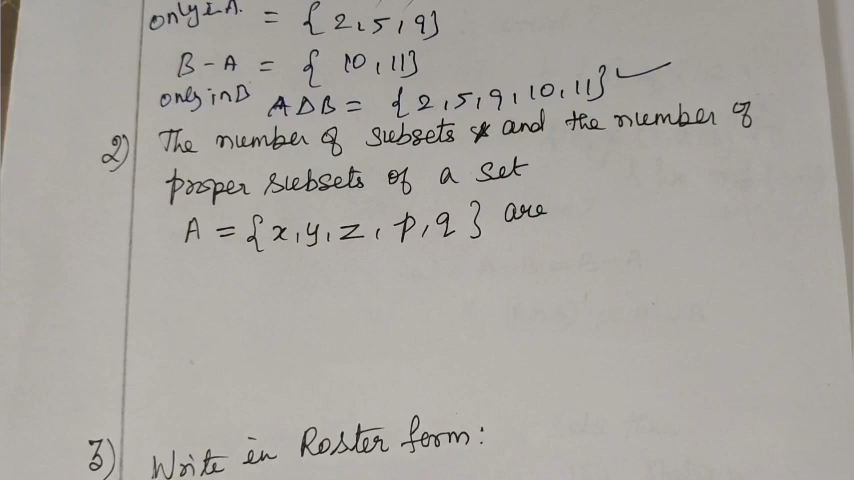 only in A. = {2,5,9}
B-A = {10,11}
only in B A∆B = {2,5,9,10,11}
2) The number of subsets and the number of
proper subsets of a set
A = {x,y,z,p,q} are
3) Write in Roster form: